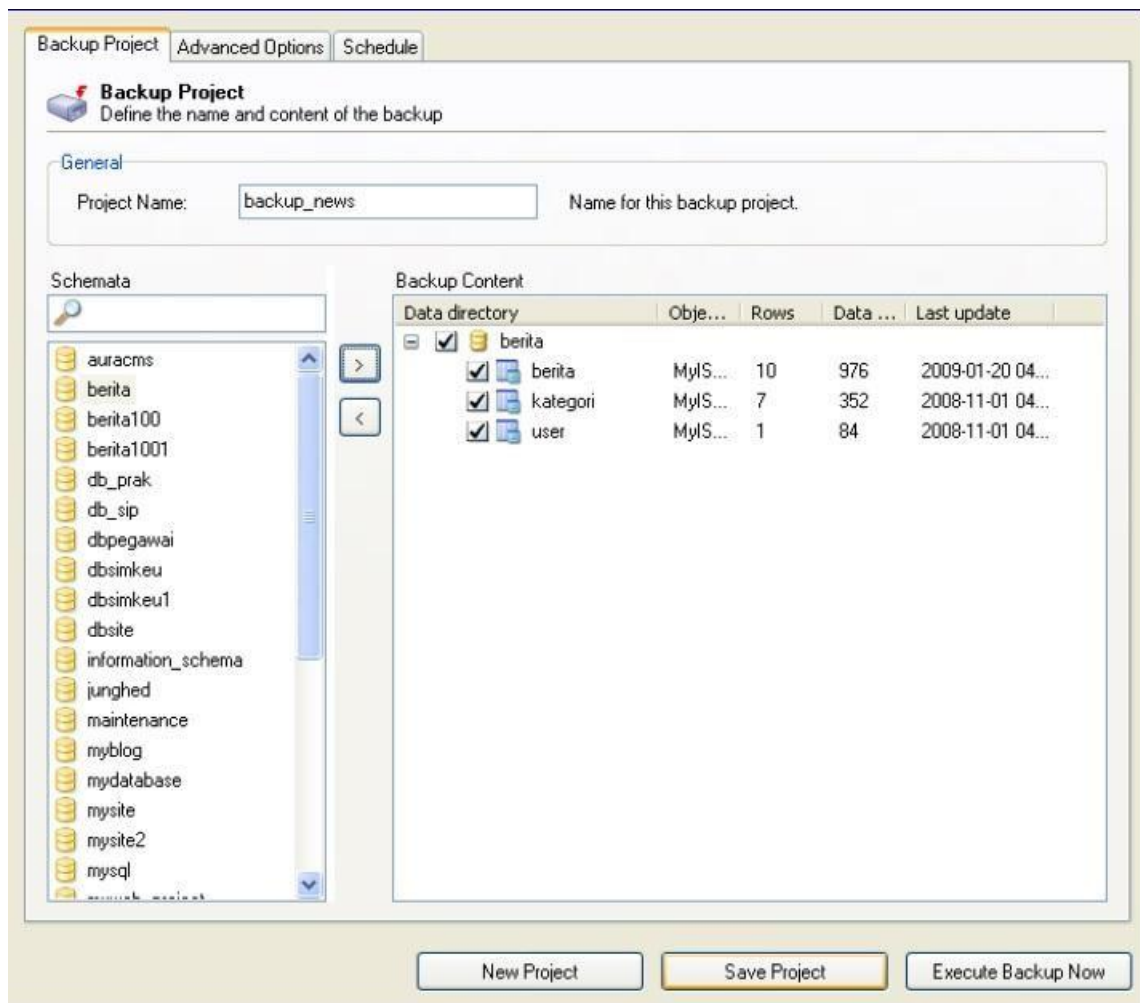 Backup Project Advanced Options Schedule
Backup Project
Define the name and content of the backup
General
Project Name: backup_news Name for this backup project.
Schemata
auracms
berita
berita100
berita1001
db_prak
db_sip
dbpegawai
dbsimkeu
dbsimkeu1
dbsite
information_schema
junghed
maintenance
myblog
mydatabase
mysite
mysite2
mysql
Backup Content
Data directory Obje... Rows Data ... Last update
berita
berita MyIS... 10 976 2009-01-20 04...
kategori MyIS... 7 352 2008-11-01 04...
user MyIS... 1 84 2008-11-01 04...
New Project Save Project Execute Backup Now